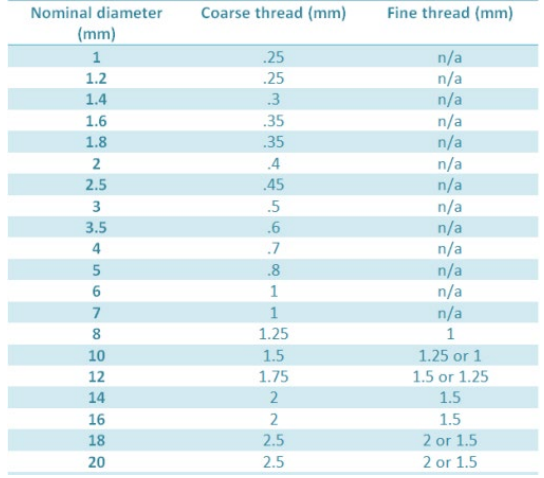 Nominal diameter (mm) Coarse thread (mm) Fine thread (mm)
1 .25 n/a
1.2 .25 n/a
1.4 .3 n/a
1.6 .35 n/a
1.8 .35 n/a
2 .4 n/a
2.5 .45 n/a
3 .5 n/a
3.5 .6 n/a
4 .7 n/a
5 .8 n/a
6 1 n/a
7 1 n/a
8 1.25 1
10 1.5 1.25 or 1
12 1.75 1.5 or 1.25
14 2 1.5
16 2 1.5
18 2.5 2 or 1.5
20 2.5 2 or 1.5